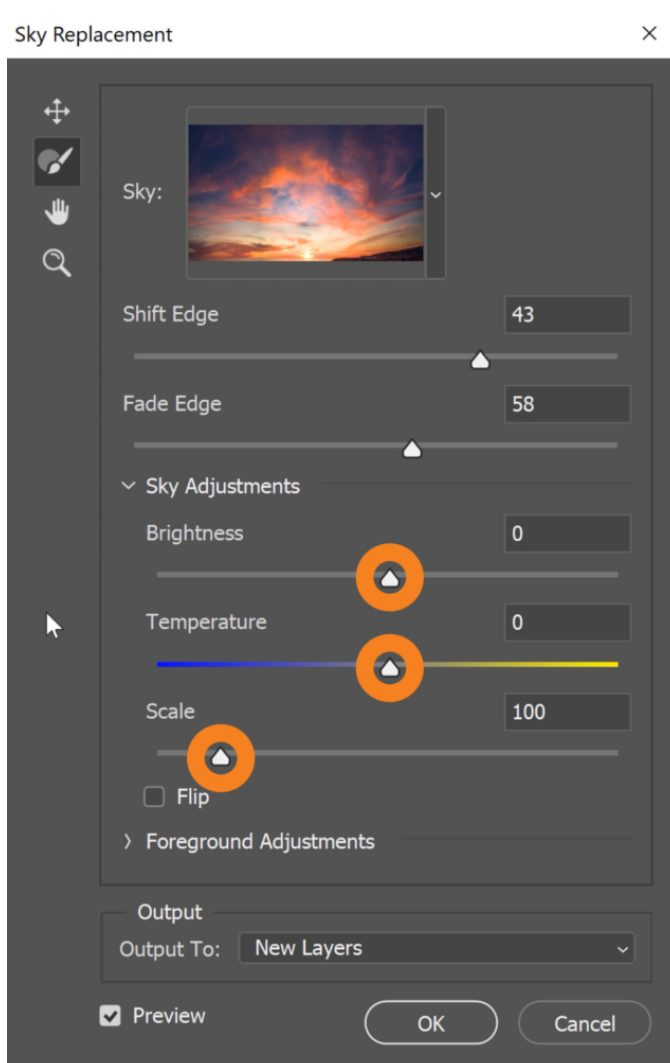 Sky Replacement
Sky:
Shift Edge 43
Fade Edge 58
Sky Adjustments
Brightness 0
Temperature 0
Scale 100
Flip
Foreground Adjustments
Output
Output To: New Layers
Preview OK Cancel